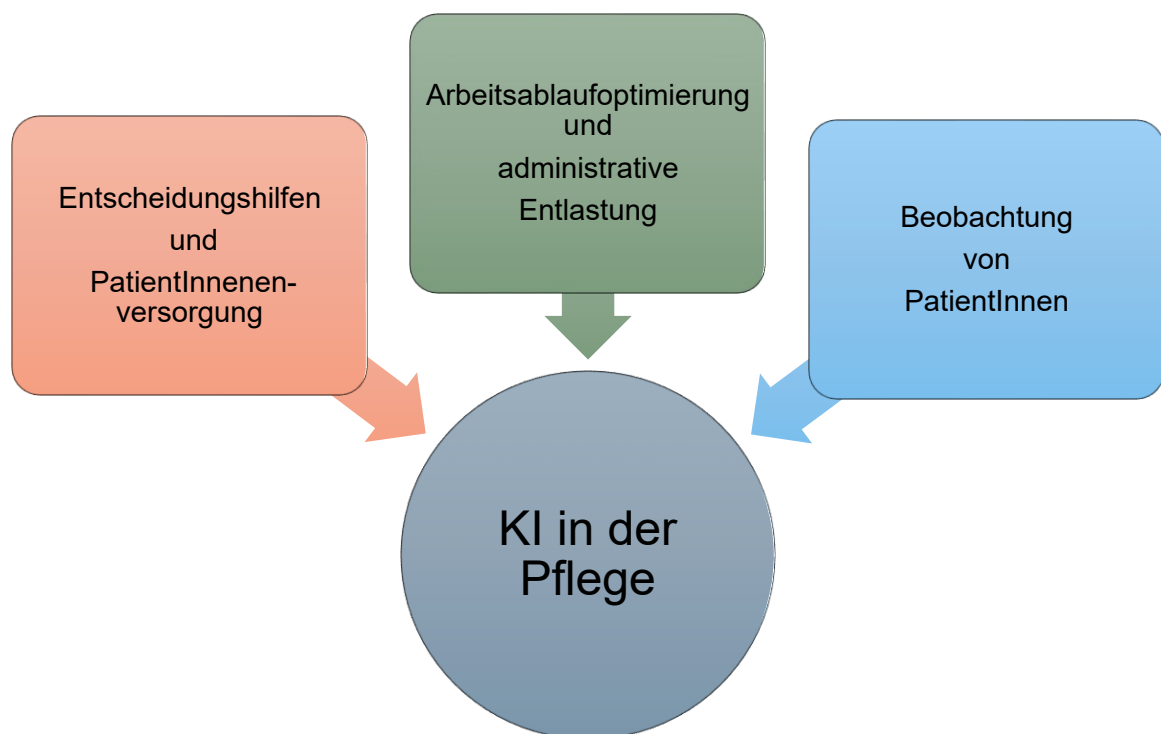 Entscheidungshilfen
und
PatientInnenen-
versorgung
Arbeitsablaufoptimierung
und
administrative
Entlastung
Beobachtung
von
PatientInnen
KI in der
Pflege